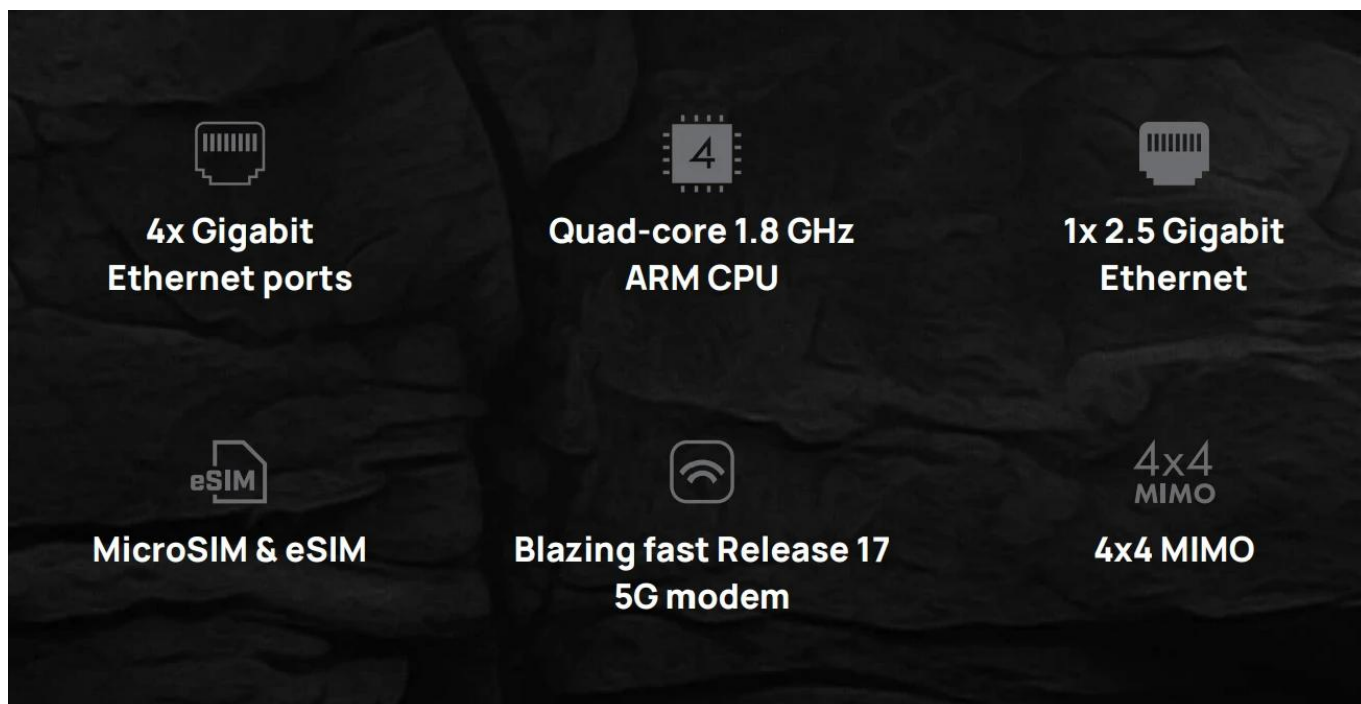 4
4x Gigabit
Ethernet ports
Quad-core 1.8 GHz
ARM CPU
1x 2.5 Gigabit
Ethernet
eSIM
MicroSIM & eSIM
Blazing fast Release 17
5G modem
4x4
MIMO
4x4 MIMO